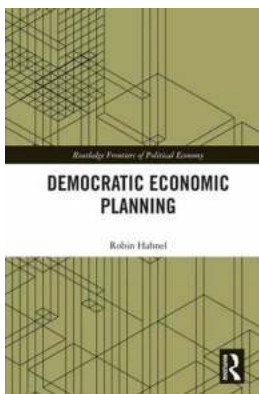 Routledge Frontiers of Political Economy
DEMOCRATIC ECONOMIC
PLANNING
Robin Hahnel
R